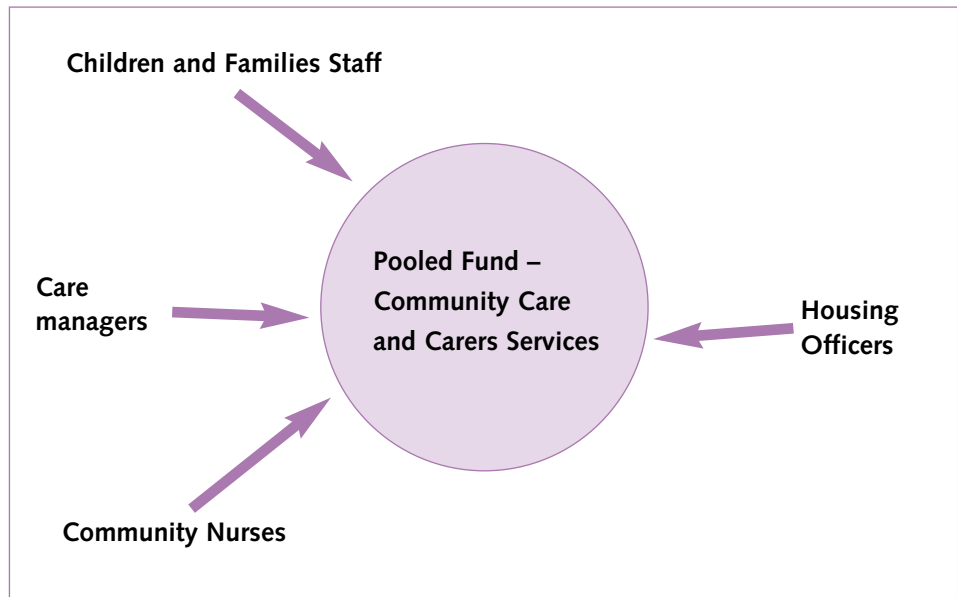 Children and Families Staff
Pooled Fund –
Community Care
and Carers Services
Care
managers
Housing
Officers
Community Nurses